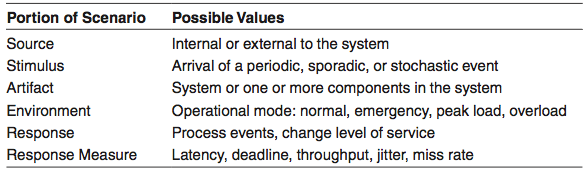 Portion of Scenario Possible Values
Source Internal or external to the system
Stimulus Arrival of a periodic, sporadic, or stochastic event
Artifact System or one or more components in the system
Environment Operational mode: normal, emergency, peak load, overload
Response Process events, change level of service
Response Measure Latency, deadline, throughput, jitter, miss rate